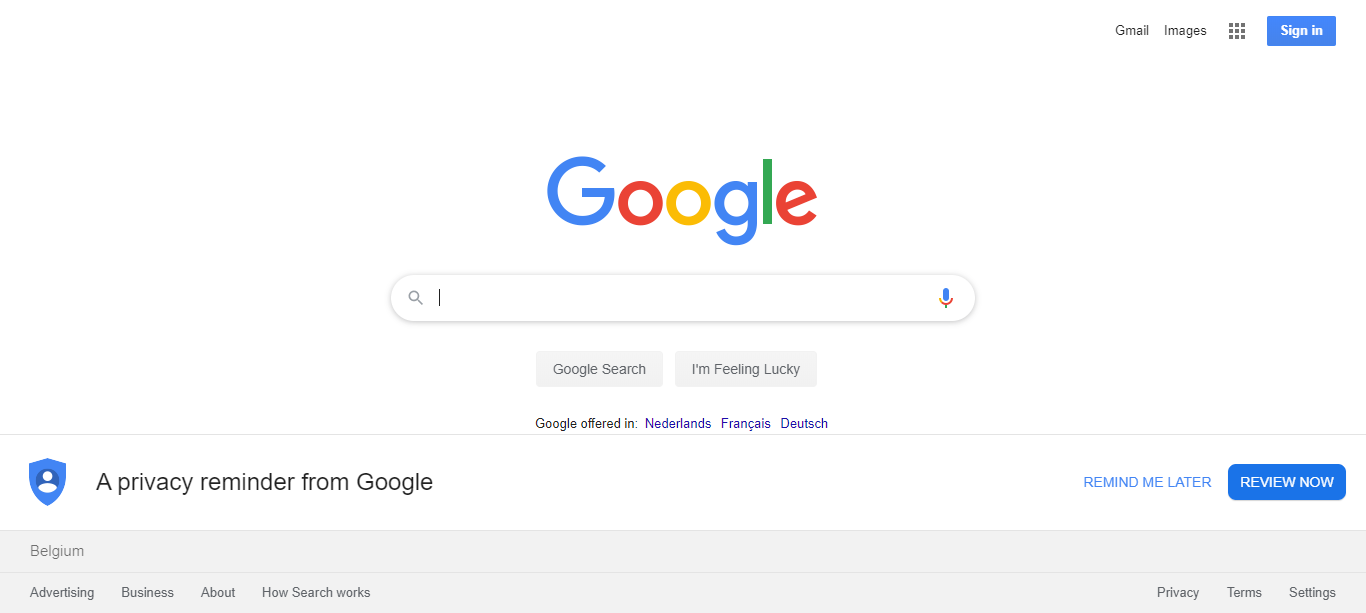 Gmail Images Sign in
Google
Google Search I'm Feeling Lucky
Google offered in: Nederlands Français Deutsch
A privacy reminder from Google REMIND ME LATER REVIEW NOW
Belgium
Advertising Business About How Search works Privacy Terms Settings